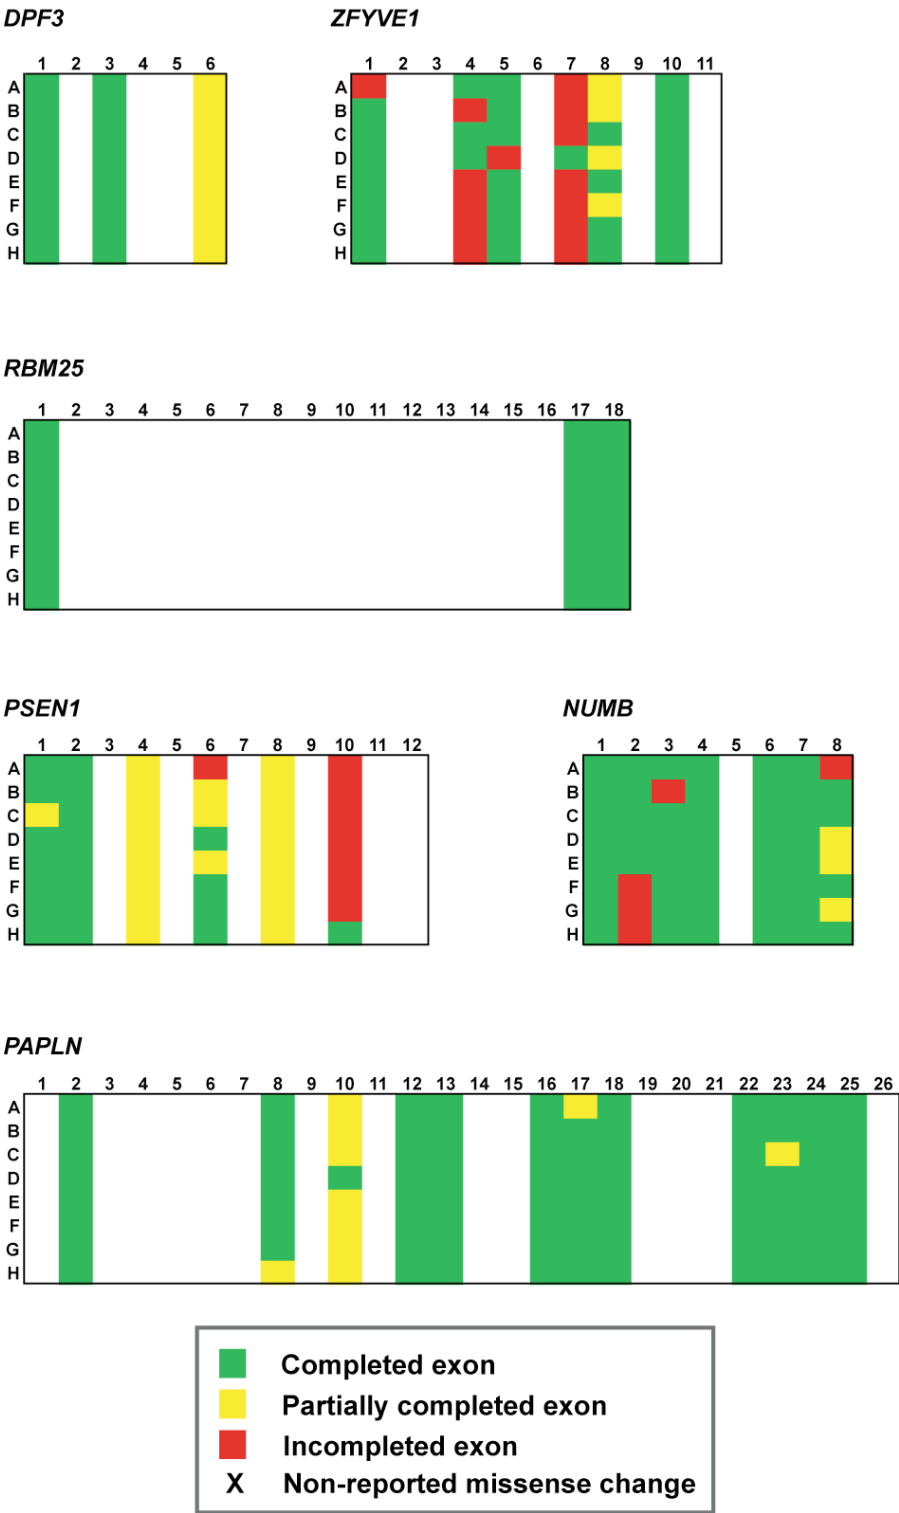 DPF3 ZFYVE1
1 2 3 4 5 6 1 2 3 4 5 6 7 8 9 10 11
A A
B B
C C
D D
E E
F F
G G
H H
RBM25
1 2 3 4 5 6 7 8 9 10 11 12 13 14 15 16 17 18
A
B
C
D
E
F
G
H
PSEN1 NUMB
1 2 3 4 5 6 7 8 9 10 11 12 1 2 3 4 5 6 7 8
A A
B B
C C
D D
E E
F F
G G
H H
PAPLN
1 2 3 4 5 6 7 8 9 10 11 12 13 14 15 16 17 18 19 20 21 22 23 24 25 26
A
B
C
D
E
F
G
H
Completed exon
Partially completed exon
Incompleted exon
X Non-reported missense change